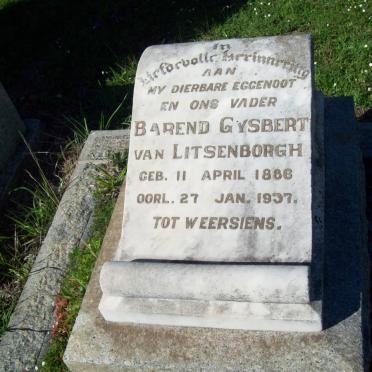 In
Liefdevolle Herinnering
AAN
MY DIERBARE EGGENOOT
EN ONS VADER
BAREND GYSBERT
VAN LITSENBORGH
GEB. 11 APRIL 1886
OORL. 27 JAN. 1937.
TOT WEERSIENS.